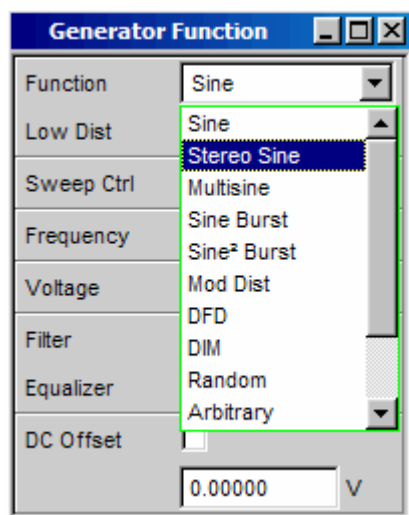 Generator Function
Function Sine
Low Dist Sine
Stereo Sine
Sweep Ctrl Multisine
Sine Burst
Frequency Sine² Burst
Voltage Mod Dist
DFD
Filter DIM
Equalizer Random
Arbitrary
DC Offset
0.00000 V